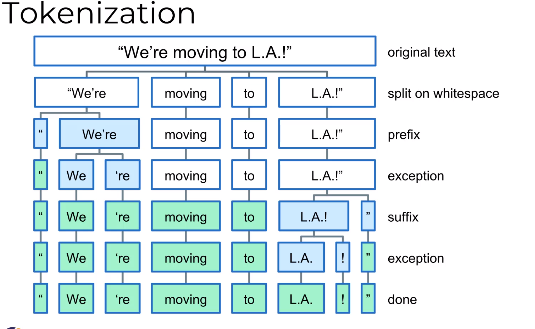 Tokenization
“We’re moving to L.A.!” original text
“We’re moving to L.A.!” split on whitespace
“ We’re moving to L.A.!” prefix
“ We ’re moving to L.A.!” exception
“ We ’re moving to L.A.! ” suffix
“ We ’re moving to L.A. ! ” exception
“ We ’re moving to L.A. ! ” done